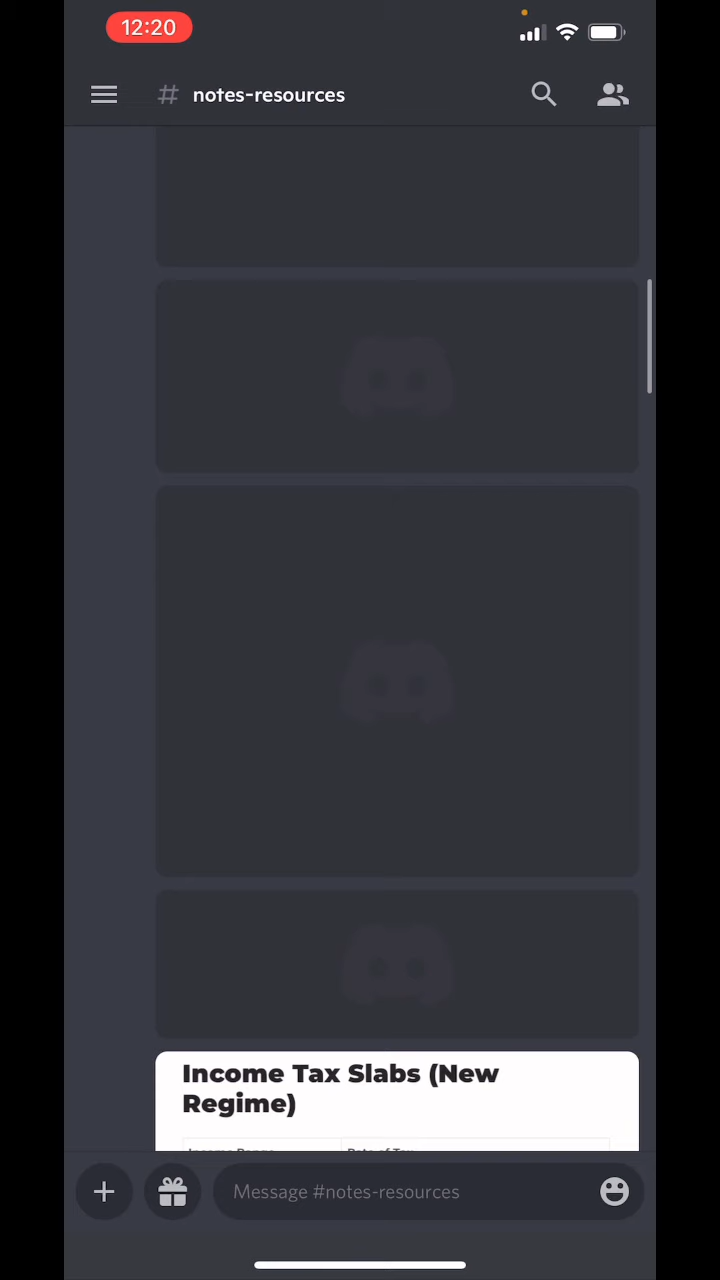 12:20
# notes-resources
Income Tax Slabs (New
Regime)
Message #notes-resources